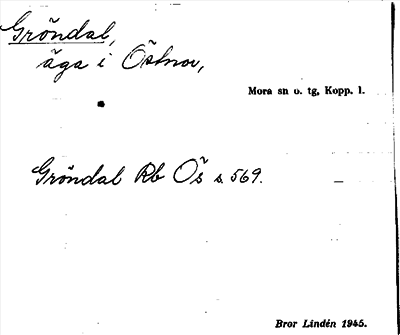 Gröndal,
äga i Östnor,
Mora sn o. tg, Kopp. l.
Gröndal Rb Ös s. 569.
Bror Lindén 1945.